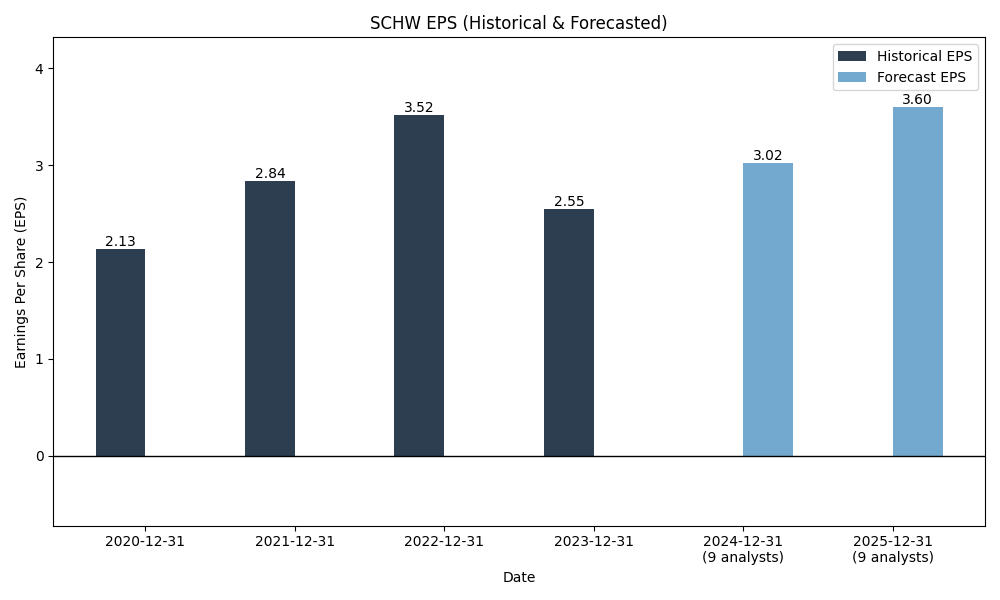 SCHW EPS (Historical & Forecasted)
Historical EPS
Forecast EPS
Earnings Per Share (EPS)
4
3
2
1
0
2.13
2.84
3.52
2.55
3.02
3.60
2020-12-31
2021-12-31
2022-12-31
2023-12-31
2024-12-31
(9 analysts)
2025-12-31
(9 analysts)
Date